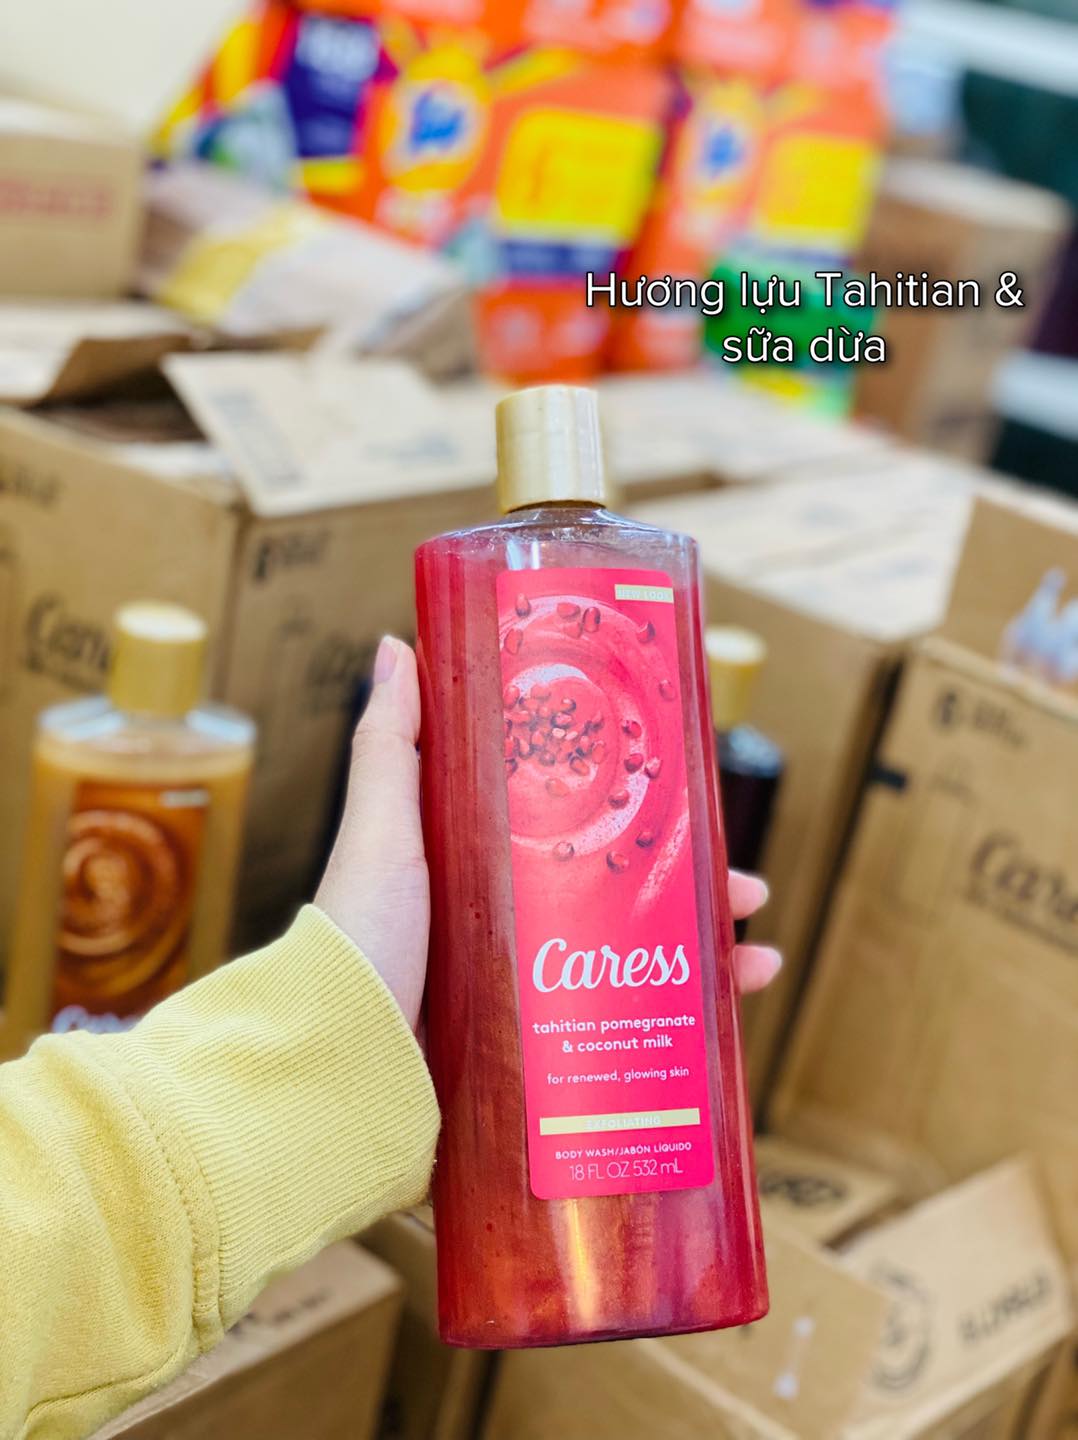 Hương lựu Tahitian &
sữa dừa
NEW LOOK
Caress
tahitian pomegranate
& coconut milk
for renewed, glowing skin
EXFOLIATING
BODY WASH/JABÓN LÍQUIDO
18 FL OZ 532 mL
Tide